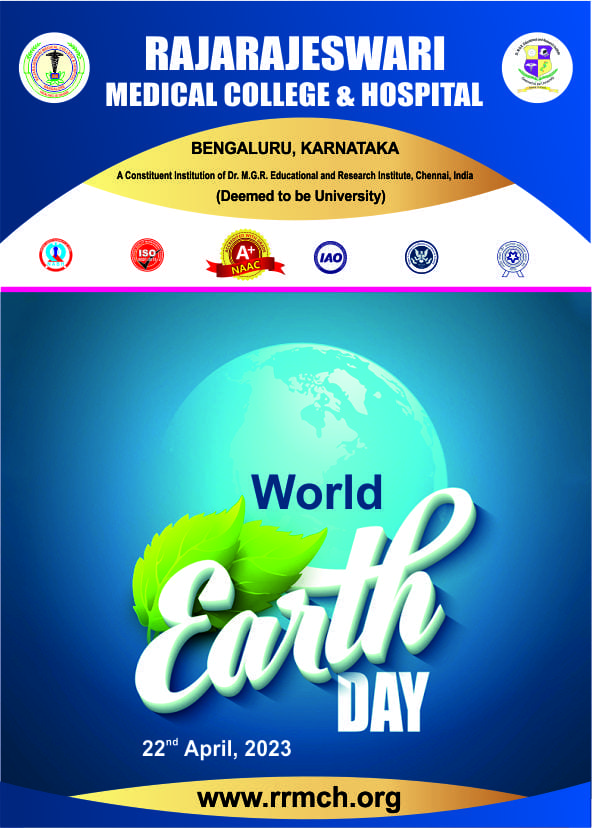 RAJARAJESWARI
MEDICAL COLLEGE & HOSPITAL
BENGALURU, KARNATAKA
A Constituent Institution of Dr. M.G.R. Educational and Research Institute, Chennai, India
(Deemed to be University)
ISO
A+
NAAC
IAO
World
Earth
DAY
22nd April, 2023
www.rrmch.org